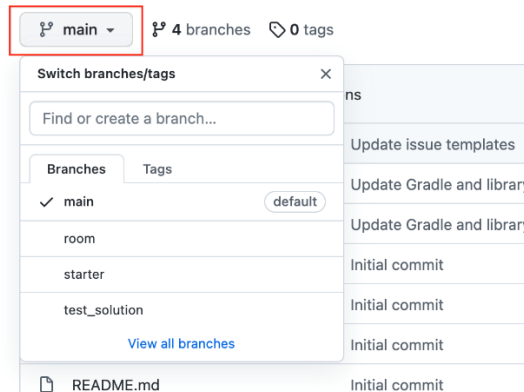 main 4 branches 0 tags
Switch branches/tags
ns
Find or create a branch...
Update issue templates
Branches Tags
Update Gradle and library
main default
Update Gradle and library
room
Initial commit
starter
Initial commit
test_solution
View all branches
Initial commit
README.md Initial commit